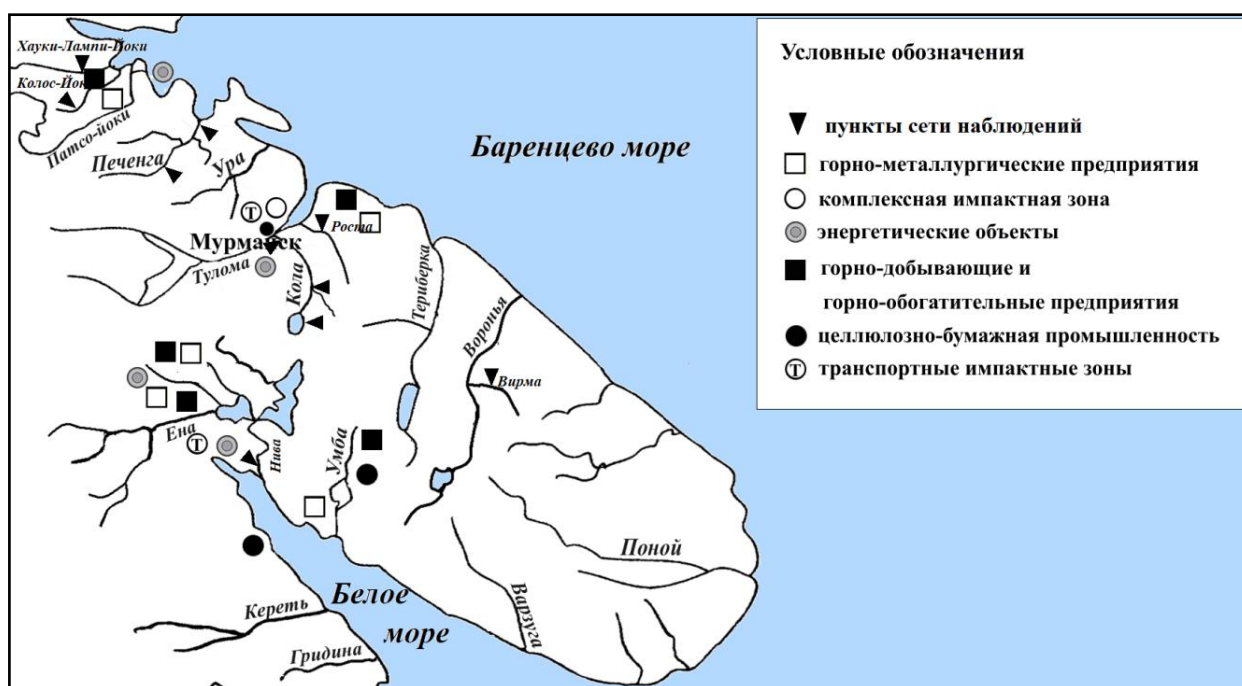 Хауки-Лампи-Йоки
Колос-Йок
Патсо-йоки
Печенга
Ура
Т
Мурманск
Роста
Тулома
Кола
Териберка
Воронья
Вирма
Баренцево море
Ена
Т
Нива
Умба
Поной
Варзуга
Белое
море
Кереть
Гридина
Условные обозначения
пункты сети наблюдений
горно-металлургические предприятия
комплексная импактная зона
энергетические объекты
горно-добывающие и
горно-обогатительные предприятия
целлюлозно-бумажная промышленность
Т транспортные импактные зоны